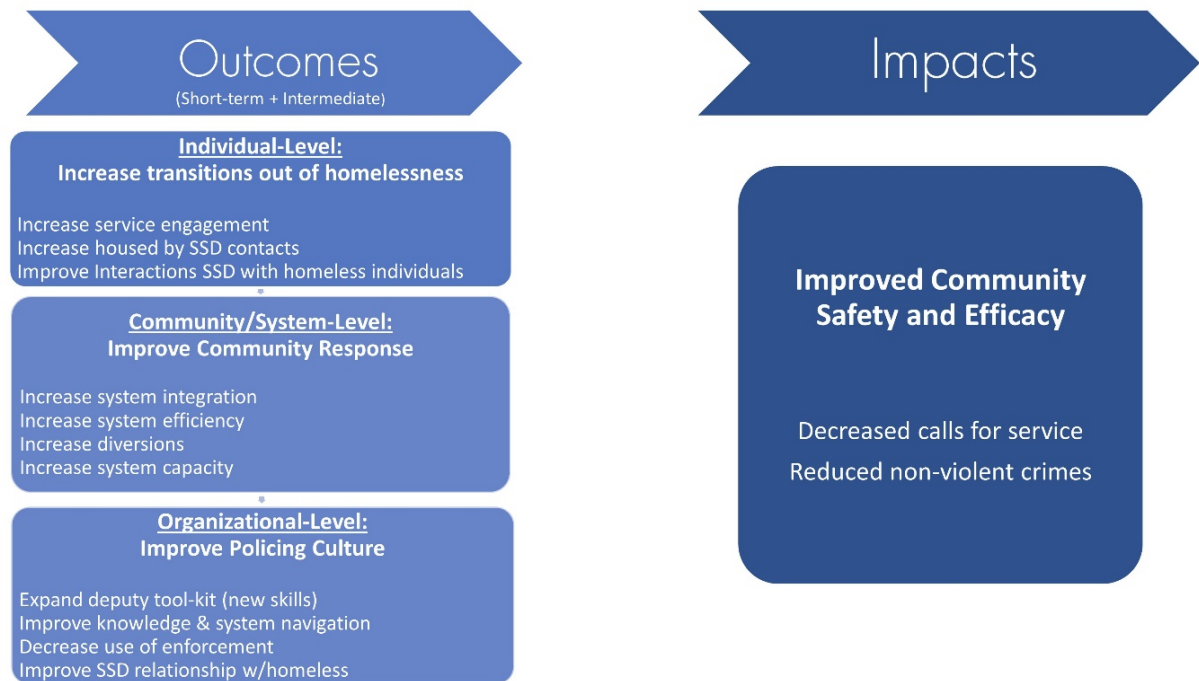 Outcomes
(Short-term + Intermediate)
Individual-Level:
Increase transitions out of homelessness
Increase service engagement
Increase housed by SSD contacts
Improve Interactions SSD with homeless individuals
Community/System-Level:
Improve Community Response
Increase system integration
Increase system efficiency
Increase diversions
Increase system capacity
Organizational-Level:
Improve Policing Culture
Expand deputy tool-kit (new skills)
Improve knowledge & system navigation
Decrease use of enforcement
Improve SSD relationship w/homeless
Impacts
Improved Community
Safety and Efficacy
Decreased calls for service
Reduced non-violent crimes